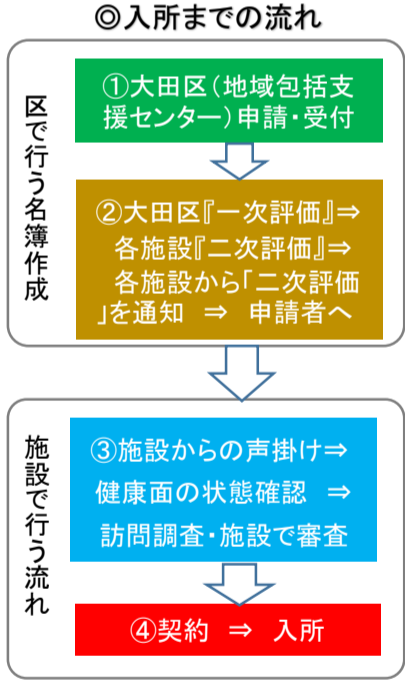 ◎入所までの流れ
区で行う名簿作成
①大田区(地域包括支
援センター)申請・受付
②大田区『一次評価』⇒
各施設『二次評価』⇒
各施設から「二次評価
」を通知 ⇒ 申請者へ
施設で行う流れ
③施設からの声掛け⇒
健康面の状態確認 ⇒
訪問調査・施設で審査
④契約 ⇒ 入所